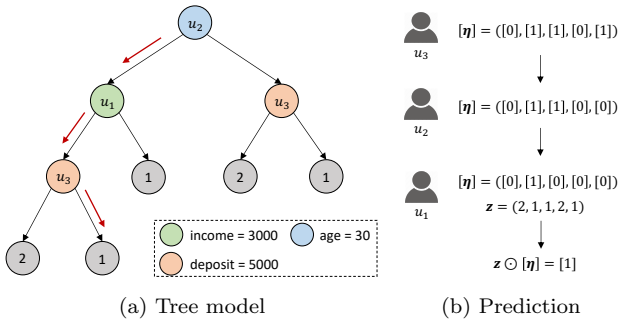 u₂
u₁
u₃
u₃
1
2
1
2
1
income = 3000
age = 30
deposit = 5000
(a) Tree model
[η] = ([0], [1], [1], [0], [1])
u₃
[η] = ([0], [1], [1], [0], [0])
u₂
[η] = ([0], [1], [0], [0], [0])
z = (2, 1, 1, 2, 1)
u₁
z ⊙ [η] = [1]
(b) Prediction